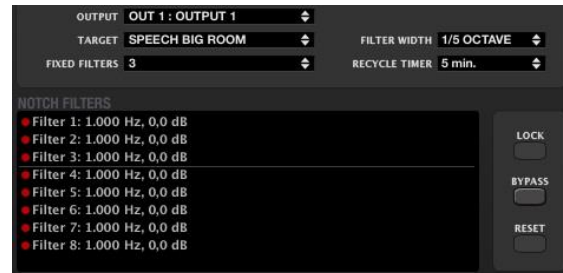 OUTPUT OUT 1 : OUTPUT 1
TARGET SPEECH BIG ROOM FILTER WIDTH 1/5 OCTAVE
FIXED FILTERS 3 RECYCLE TIMER 5 min.
NOTCH FILTERS
Filter 1: 1.000 Hz, 0,0 dB
Filter 2: 1.000 Hz, 0,0 dB
Filter 3: 1.000 Hz, 0,0 dB
Filter 4: 1.000 Hz, 0,0 dB
Filter 5: 1.000 Hz, 0,0 dB
Filter 6: 1.000 Hz, 0,0 dB
Filter 7: 1.000 Hz, 0,0 dB
Filter 8: 1.000 Hz, 0,0 dB
LOCK
BYPASS
RESET